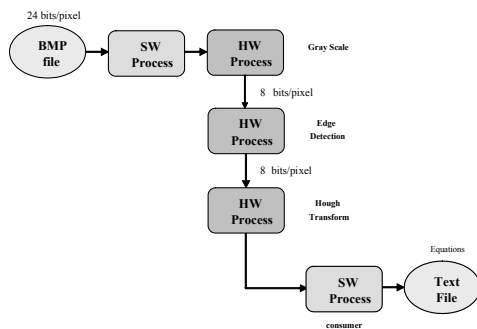 24 bits/pixel
BMP
file
SW
Process
HW
Process
Gray Scale
8 bits/pixel
HW
Process
Edge
Detection
8 bits/pixel
HW
Process
Hough
Transform
Equations
SW
Process
Text
File
consumer